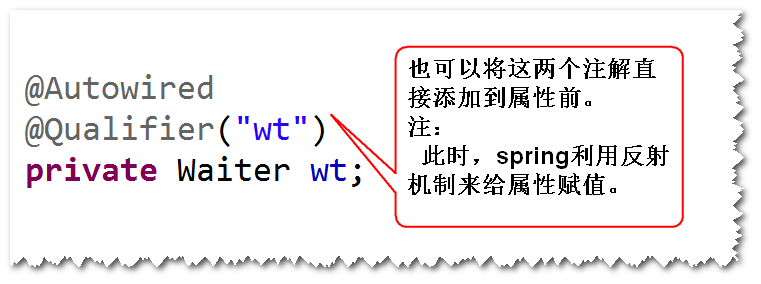 @Autowired
@Qualifier("wt")
private Waiter wt;
也可以将这两个注解直
接添加到属性前。
注：
此时，spring利用反射
机制来给属性赋值。